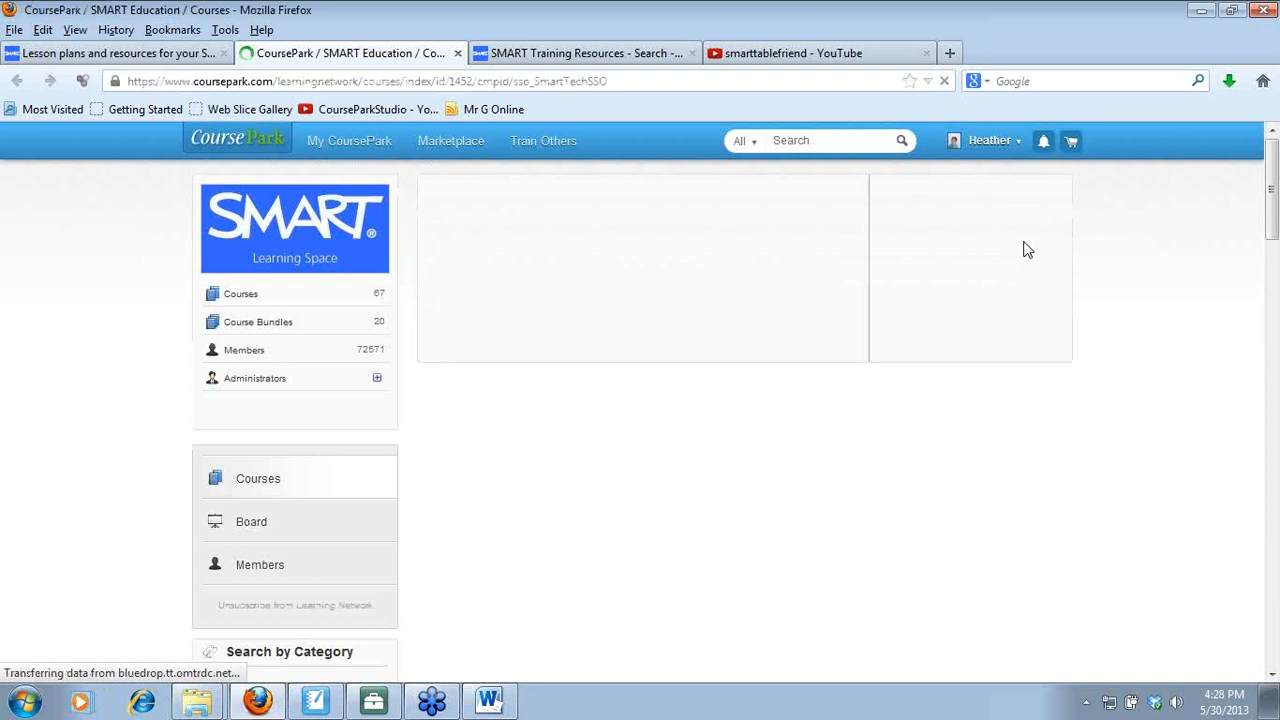 CoursePark / SMART Education / Courses - Mozilla Firefox
File Edit View History Bookmarks Tools Help
Lesson plans and resources for your S...
CoursePark / SMART Education / Co...
SMART Training Resources - Search -...
smarttablefriend - YouTube
https://www.coursepark.com/learningnetwork/courses/index/id/1452/cmpid/sso_SmartTechSSO
Google
Most Visited Getting Started Web Slice Gallery CourseParkStudio - Yo... Mr G Online
CoursePark My CoursePark Marketplace Train Others All Search Heather
SMART®
Learning Space
Courses 67
Course Bundles 20
Members 72571
Administrators
Courses
Board
Members
Unsubscribe from Learning Network
Search by Category
Transferring data from bluedrop.tt.omtrdc.net...
4:28 PM
5/30/2013